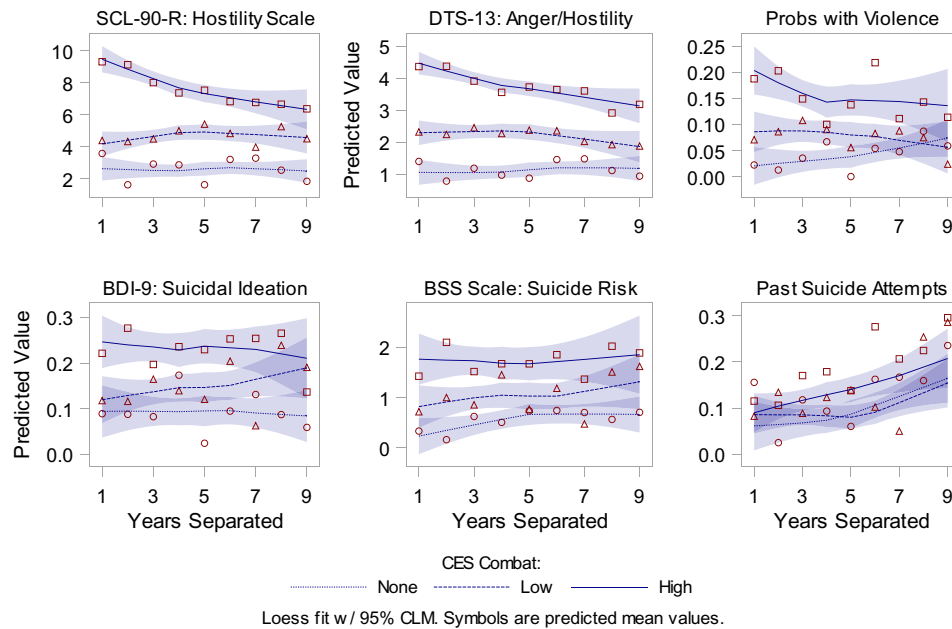 SCL-90-R: Hostility Scale
DTS-13: Anger/Hostility
Probs with Violence
Predicted Value
10
8
6
4
2
1 3 5 7 9
Predicted Value
5
4
3
2
1
0
1 3 5 7 9
0.25
0.20
0.15
0.10
0.05
0.00
1 3 5 7 9
BDI-9: Suicidal Ideation
BSS Scale: Suicide Risk
Past Suicide Attempts
Predicted Value
0.3
0.2
0.1
0.0
1 3 5 7 9
Years Separated
2
1
0
1 3 5 7 9
Years Separated
0.3
0.2
0.1
0.0
1 3 5 7 9
Years Separated
CES Combat:
None Low High
Loess fit w/ 95% CLM. Symbols are predicted mean values.